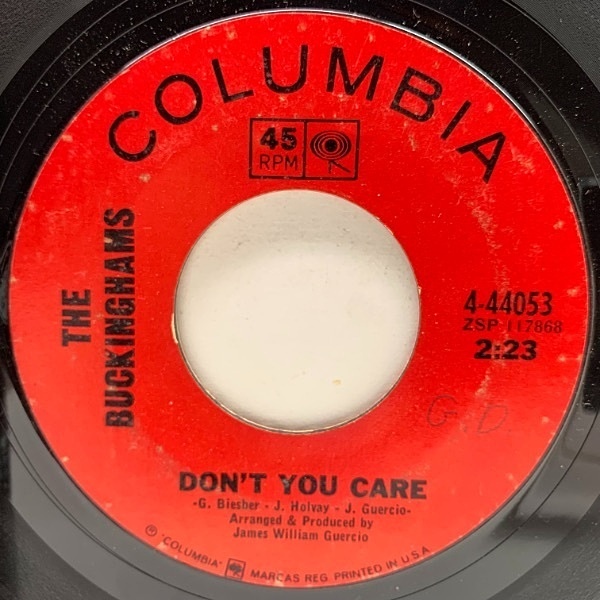 COLUMBIA
45
RPM
THE
BUCKINGHAMS
4-44053
ZSP 117868
2:23
G.D.
DON'T YOU CARE
-G. Biesber - J. Holvay - J. Guercio-
Arranged & Produced by
James William Guercio
® "COLUMBIA" MARCAS REG. PRINTED IN U.S.A.